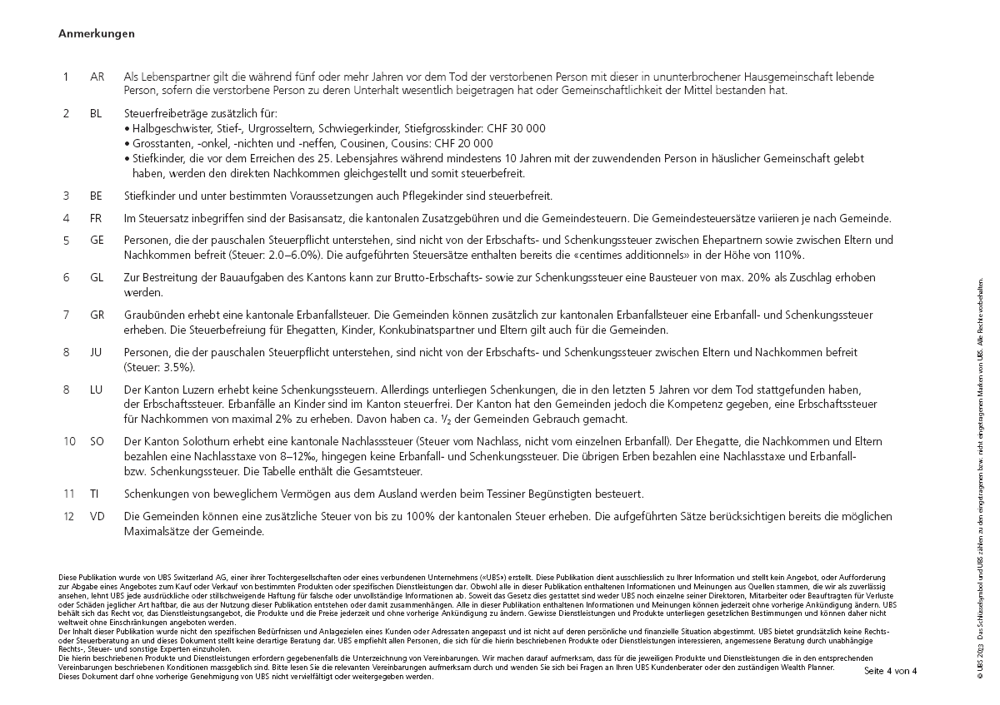 Anmerkungen
1 AR Als Lebenspartner gilt die während fünf oder mehr Jahren vor dem Tod der verstorbenen Person mit dieser in ununterbrochener Hausgemeinschaft lebende
Person, sofern die verstorbene Person zu deren Unterhalt wesentlich beigetragen hat oder Gemeinschaftlichkeit der Mittel bestanden hat.
2 BL Steuerfreibeträge zusätzlich für:
• Halbgeschwister, Stief-, Urgrosseltern, Schwiegerkinder, Stiefgrosskinder: CHF 30 000
• Grosstanten, -onkel, -nichten und -neffen, Cousinen, Cousins: CHF 20 000
• Stiefkinder, die vor dem Erreichen des 25. Lebensjahres während mindestens 10 Jahren mit der zuwendenden Person in häuslicher Gemeinschaft gelebt
haben, werden den direkten Nachkommen gleichgestellt und somit steuerbefreit.
3 BE Stiefkinder und unter bestimmten Voraussetzungen auch Pflegekinder sind steuerbefreit.
4 FR Im Steuersatz inbegriffen sind der Basisansatz, die kantonalen Zusatzgebühren und die Gemeindesteuern. Die Gemeindesteuersätze variieren je nach Gemeinde.
5 GE Personen, die der pauschalen Steuerpflicht unterstehen, sind nicht von der Erbschafts- und Schenkungssteuer zwischen Ehepartnern sowie zwischen Eltern und
Nachkommen befreit (Steuer: 2.0–6.0%). Die aufgeführten Steuersätze enthalten bereits die «centimes additionnels» in der Höhe von 110%.
6 GL Zur Bestreitung der Bauaufgaben des Kantons kann zur Brutto-Erbschafts- sowie zur Schenkungssteuer eine Bausteuer von max. 20% als Zuschlag erhoben
werden.
7 GR Graubünden erhebt eine kantonale Erbanfallsteuer. Die Gemeinden können zusätzlich zur kantonalen Erbanfallsteuer eine Erbanfall- und Schenkungssteuer
erheben. Die Steuerbefreiung für Ehegatten, Kinder, Konkubinatspartner und Eltern gilt auch für die Gemeinden.
8 JU Personen, die der pauschalen Steuerpflicht unterstehen, sind nicht von der Erbschafts- und Schenkungssteuer zwischen Eltern und Nachkommen befreit
(Steuer: 3.5%).
8 LU Der Kanton Luzern erhebt keine Schenkungssteuern. Allerdings unterliegen Schenkungen, die in den letzten 5 Jahren vor dem Tod stattgefunden haben,
der Erbschaftssteuer. Erbanfälle an Kinder sind im Kanton steuerfrei. Der Kanton hat den Gemeinden jedoch die Kompetenz gegeben, eine Erbschaftssteuer
für Nachkommen von maximal 2% zu erheben. Davon haben ca. ½ der Gemeinden Gebrauch gemacht.
10 SO Der Kanton Solothurn erhebt eine kantonale Nachlasssteuer (Steuer vom Nachlass, nicht vom einzelnen Erbanfall). Der Ehegatte, die Nachkommen und Eltern
bezahlen eine Nachlasstaxe von 8–12‰, hingegen keine Erbanfall- und Schenkungssteuer. Die übrigen Erben bezahlen eine Nachlasstaxe und Erbanfall-
bzw. Schenkungssteuer. Die Tabelle enthält die Gesamtsteuer.
11 TI Schenkungen von beweglichem Vermögen aus dem Ausland werden beim Tessiner Begünstigten besteuert.
12 VD Die Gemeinden können eine zusätzliche Steuer von bis zu 100% der kantonalen Steuer erheben. Die aufgeführten Sätze berücksichtigen bereits die möglichen
Maximalsätze der Gemeinde.
Diese Publikation wurde von UBS Switzerland AG, einer ihrer Tochtergesellschaften oder eines verbundenen Unternehmens («UBS») erstellt. Diese Publikation dient ausschliesslich zu Ihrer Information und stellt kein Angebot, oder Aufforderung
zur Abgabe eines Angebotes zum Kauf oder Verkauf von bestimmten Produkten oder spezifischen Dienstleistungen dar. Obwohl alle in dieser Publikation enthaltenen Informationen und Meinungen aus Quellen stammen, die wir als zuverlässig
ansehen, lehnt UBS jede ausdrückliche oder stillschweigende Haftung für falsche oder unvollständige Informationen ab. Soweit das Gesetz dies gestattet sind weder UBS noch einzelne seiner Direktoren, Mitarbeiter oder Beauftragten für Verluste
oder Schäden jeglicher Art haftbar, die aus der Nutzung dieser Publikation entstehen oder damit zusammenhängen. Alle in dieser Publikation enthaltenen Informationen und Meinungen können jederzeit ohne vorherige Ankündigung ändern. UBS
behält sich das Recht vor, das Dienstleistungsangebot, die Produkte und die Preise jederzeit und ohne vorherige Ankündigung zu ändern. Gewisse Dienstleistungen und Produkte unterliegen gesetzlichen Bestimmungen und können daher nicht
weltweit ohne Einschränkungen angeboten werden.
Der Inhalt dieser Publikation wurde nicht den spezifischen Bedürfnissen und Anlagezielen eines Kunden oder Adressaten angepasst und ist nicht auf deren persönliche und finanzielle Situation abgestimmt. UBS bietet grundsätzlich keine Rechts-
oder Steuerberatung an und dieses Dokument stellt keine derartige Beratung dar. UBS empfiehlt allen Personen, die sich für die hierin beschriebenen Produkte oder Dienstleistungen interessieren, angemessene Beratung durch unabhängige
Rechts-, Steuer- und sonstige Experten einzuholen.
Die hierin beschriebenen Produkte und Dienstleistungen erfordern gegebenenfalls die Unterzeichnung von Vereinbarungen. Wir machen darauf aufmerksam, dass für die jeweiligen Produkte und Dienstleistungen die in den entsprechenden
Vereinbarungen beschriebenen Konditionen massgeblich sind. Bitte lesen Sie die relevanten Vereinbarungen aufmerksam durch und wenden Sie sich bei Fragen an Ihren UBS Kundenberater oder den zuständigen Wealth Planner.
Dieses Dokument darf ohne vorherige Genehmigung von UBS nicht vervielfältigt oder weitergegeben werden.
Seite 4 von 4
© UBS 2023 Das Schlüsselsymbol und UBS zählen zu den eingetragenen bzw. nicht eingetragenen Marken von UBS. Alle Rechte vorbehalten.